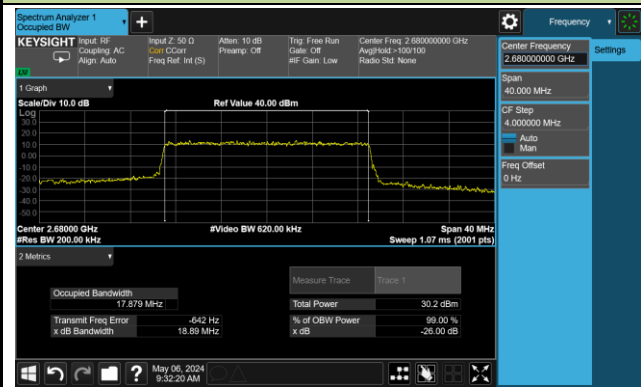 Spectrum Analyzer 1
Occupied BW
Frequency
KEYSIGHT
Input: RF
Coupling: AC
Align: Auto
Input Z: 50 Ω
Corr CCorr
Freq Ref: Int (S)
Atten: 10 dB
Preamp: Off
Trig: Free Run
Gate: Off
#IF Gain: Low
Center Freq: 2.680000000 GHz
Avg|Hold:>100/100
Radio Std: None
LXI
Center Frequency
2.680000000 GHz
Settings
Span
40.000 MHz
CF Step
4.000000 MHz
Auto
Man
Freq Offset
0 Hz
1 Graph
Scale/Div 10.0 dB
Ref Value 40.00 dBm
Log
30.0
20.0
10.0
0.00
-10.0
-20.0
-30.0
-40.0
-50.0
Center 2.68000 GHz
#Video BW 620.00 kHz
Span 40 MHz
#Res BW 200.00 kHz
Sweep 1.07 ms (2001 pts)
2 Metrics
Measure Trace
Trace 1
Occupied Bandwidth
17.879 MHz
Total Power
30.2 dBm
Transmit Freq Error
-642 Hz
% of OBW Power
99.00 %
x dB Bandwidth
18.89 MHz
x dB
-26.00 dB
May 06, 2024
9:32:20 AM